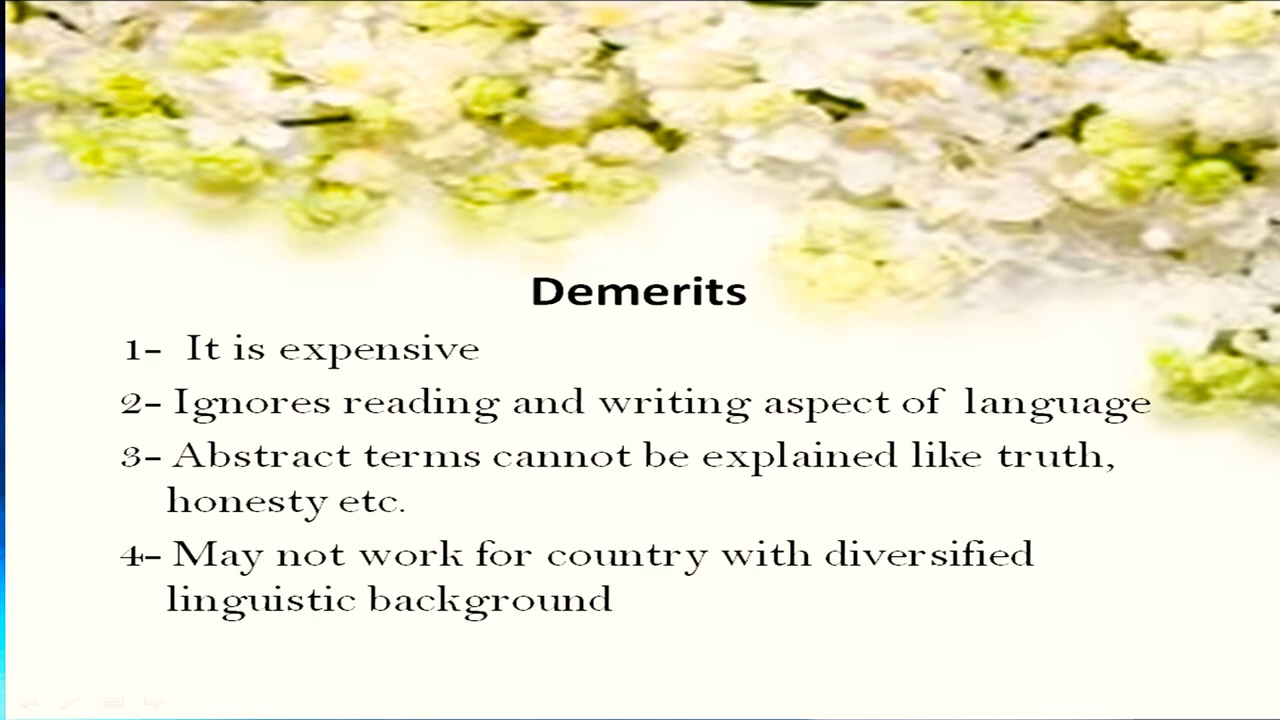 Demerits
1- It is expensive
2- Ignores reading and writing aspect of language
3- Abstract terms cannot be explained like truth,
honesty etc.
4- May not work for country with diversified
linguistic background